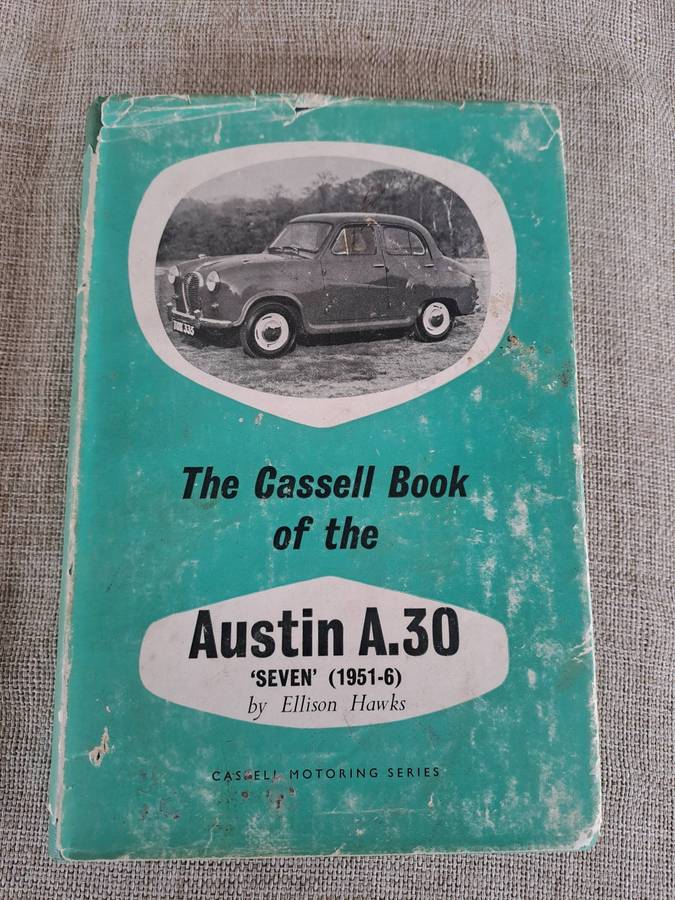 The Cassell Book
of the
Austin A.30
'SEVEN' (1951-6)
by Ellison Hawks
CASSELL MOTORING SERIES